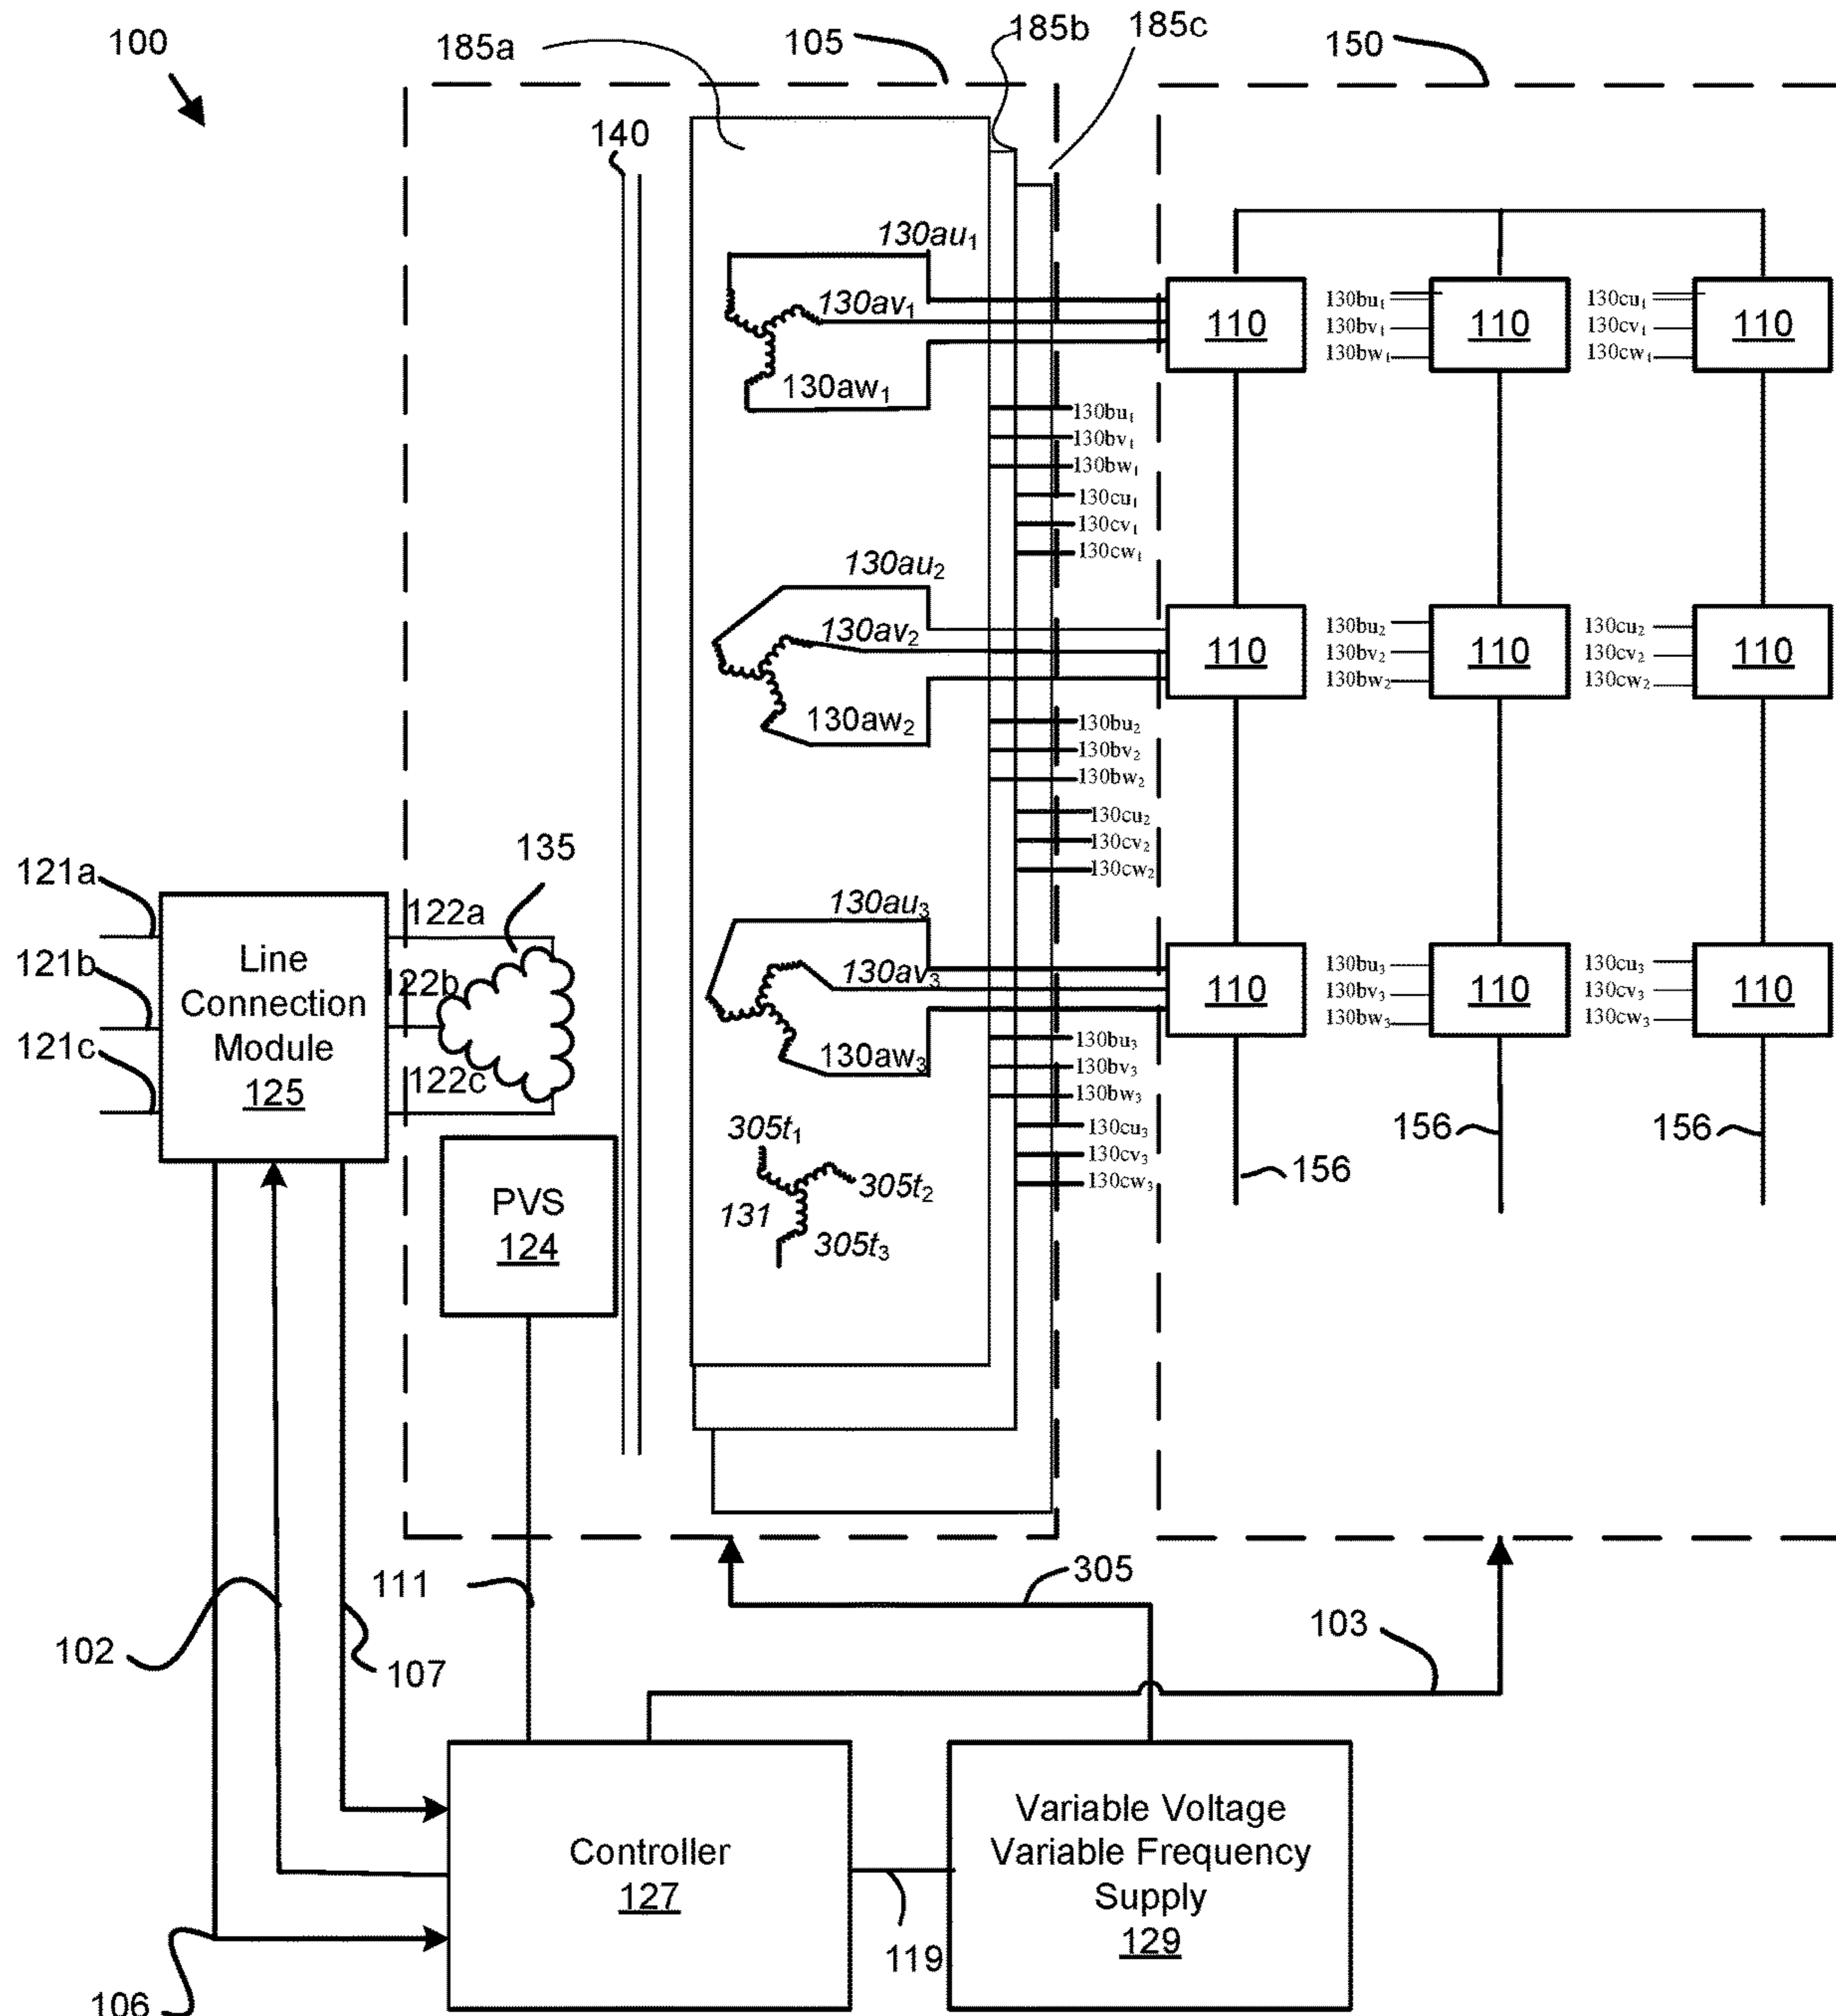 100
185a
105
185b
185c
150
140
130au₁
130av₁
130aw₁
130bu₁
130bv₁
130bw₁
130cu₁
130cv₁
130cw₁
110
130bu₁
130bv₁
130bw₁
110
130cu₁
130cv₁
130cw₁
110
130au₂
130av₂
130aw₂
130bu₂
130bv₂
130bw₂
130cu₂
130cv₂
130cw₂
110
130bu₂
130bv₂
130bw₂
110
130cu₂
130cv₂
130cw₂
110
135
121a
121b
121c
Line
Connection
Module
125
122a
122b
122c
130au₃
130av₃
130aw₃
130bu₃
130bv₃
130bw₃
130cu₃
130cv₃
130cw₃
110
130bu₃
130bv₃
130bw₃
110
130cu₃
130cv₃
130cw₃
110
156
156
156
PVS
124
305t₁
305t₂
131
305t₃
111
305
103
102
107
Controller
127
119
Variable Voltage
Variable Frequency
Supply
129
106